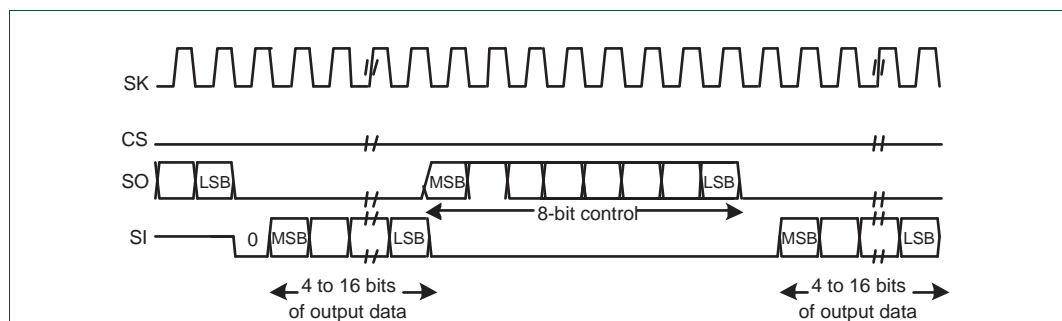 SK
CS
SO LSB MSB LSB
8-bit control
SI 0 MSB LSB MSB LSB
4 to 16 bits 4 to 16 bits
of output data of output data